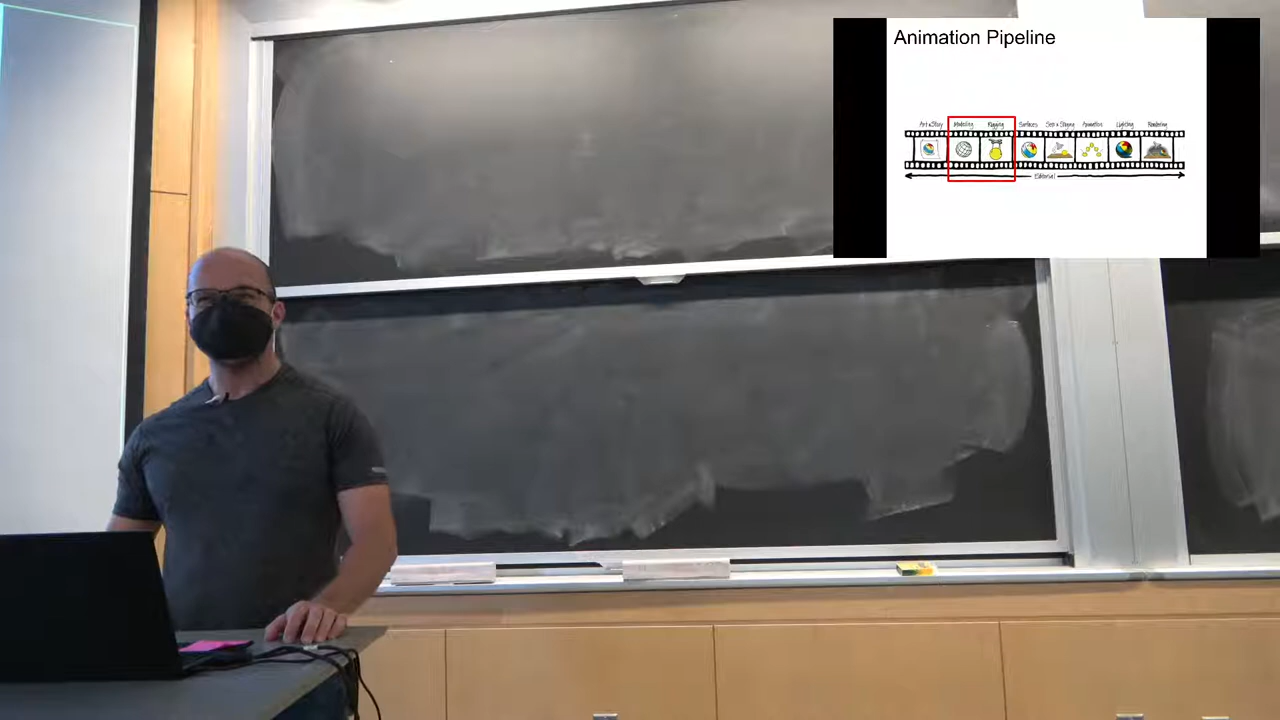 Animation Pipeline
Art & Story Modeling Rigging Surfaces Sets & Staging Animation Lighting Rendering
Editorial